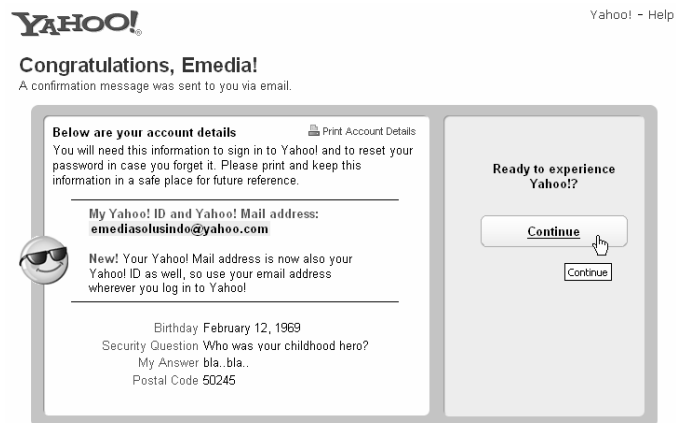 YAHOO!
Yahoo! - Help
Congratulations, Emedia!
A confirmation message was sent to you via email.
Below are your account details
Print Account Details
You will need this information to sign in to Yahoo! and to reset your
password in case you forget it. Please print and keep this
information in a safe place for future reference.
My Yahoo! ID and Yahoo! Mail address:
emediasolusindo@yahoo.com
New! Your Yahoo! Mail address is now also your
Yahoo! ID as well, so use your email address
wherever you log in to Yahoo!
Birthday February 12, 1969
Security Question Who was your childhood hero?
My Answer bla..bla..
Postal Code 50245
Ready to experience
Yahoo!?
Continue
Continue